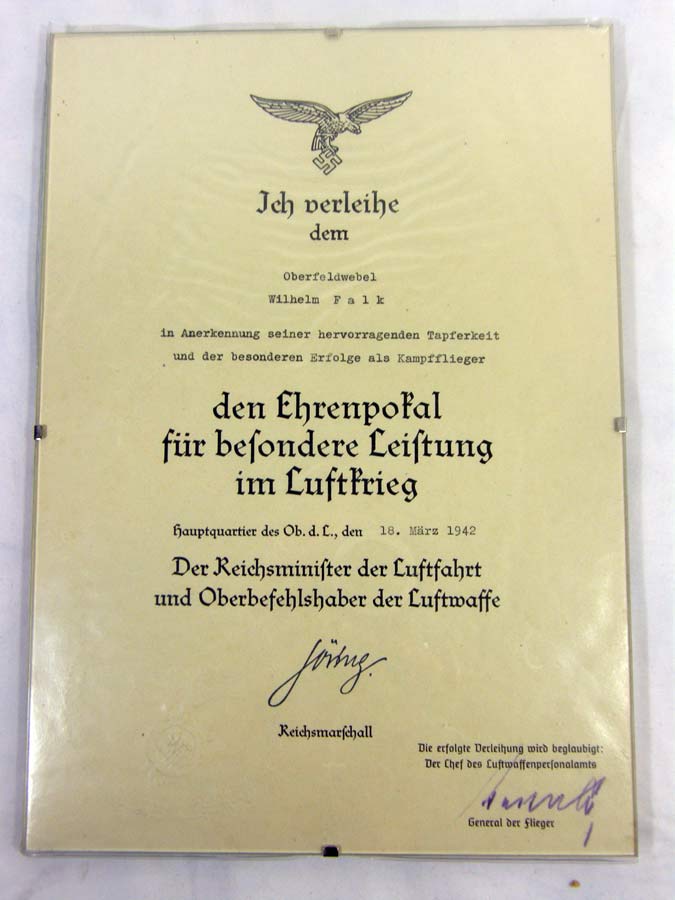 Ich verleihe
dem
Oberfeldwebel
Wilhelm F a l k
in Anerkennung seiner hervorragenden Tapferkeit
und der besonderen Erfolge als Kampfflieger
den Ehrenpokal
für beſondere Leiſtung
im Luftkrieg
Hauptquartier des Ob. d. L., den 18. März 1942
Der Reichsminiſter der Luftfahrt
und Oberbefehlshaber der Luftwaffe
Göring.
Reichsmarſchall
Die erfolgte Verleihung wird beglaubigt:
Der Chef des Luftwaffenperſonalamts
General der Flieger